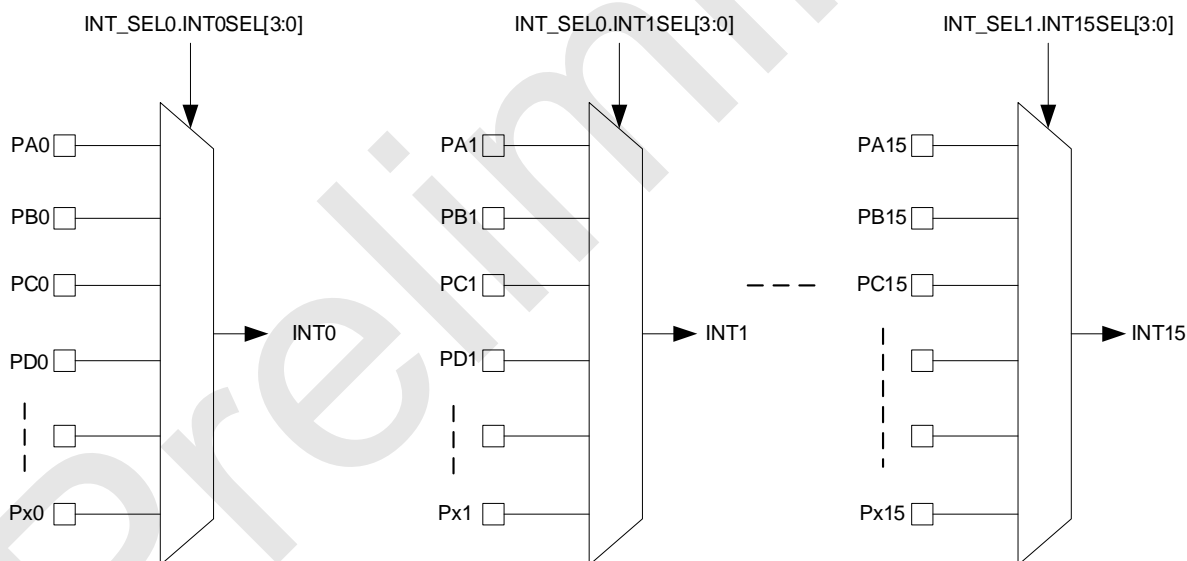 INT_SEL0.INT0SEL[3:0]
PA0
PB0
PC0
PD0
Px0
INT0
INT_SEL0.INT1SEL[3:0]
PA1
PB1
PC1
PD1
Px1
INT1
INT_SEL1.INT15SEL[3:0]
PA15
PB15
PC15
Px15
INT15
Prelimi